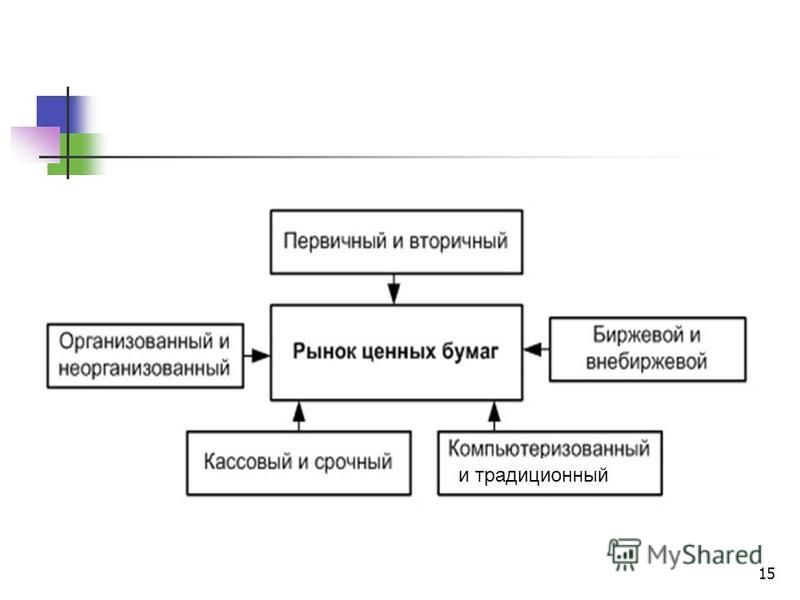 Первичный и вторичный
Организованный и
неорганизованный
Рынок ценных бумаг
Биржевой и
внебиржевой
Кассовый и срочный
Компьютеризованный
и традиционный
MyShared
15